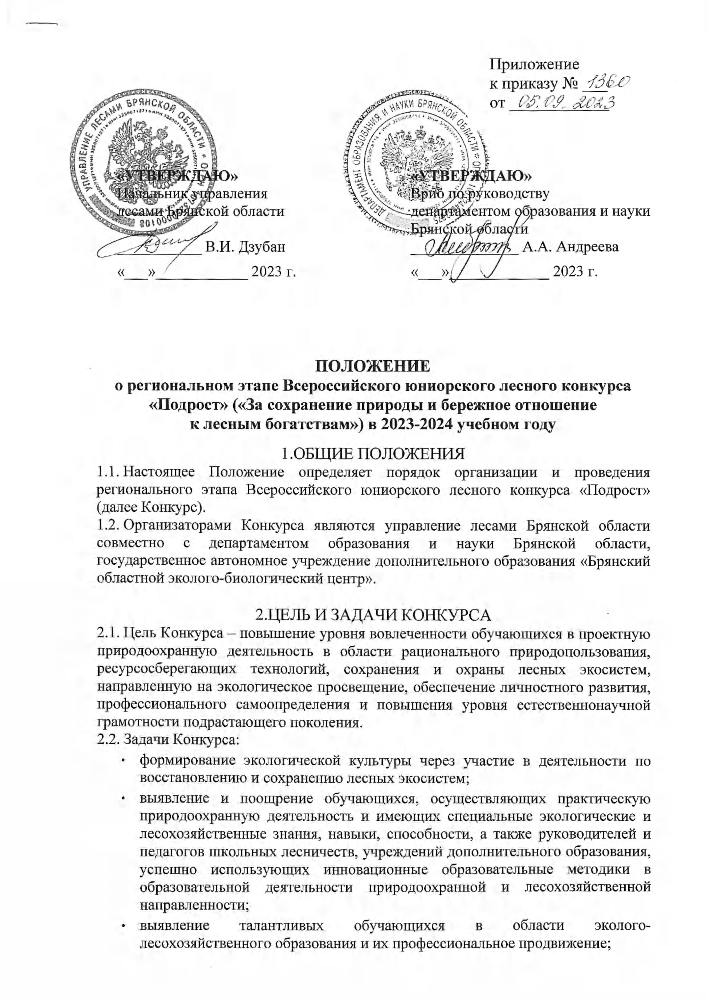 Приложение
к приказу № 1360
от 05.09.2023
УПРАВЛЕНИЕ ЛЕСАМИ БРЯНСКОЙ ОБЛАСТИ *
ДЕПАРТАМЕНТ ОБРАЗОВАНИЯ И НАУКИ БРЯНСКОЙ ОБЛАСТИ *
«УТВЕРЖДАЮ»
Начальник управления
лесами Брянской области
____________ В.И. Дзубан
«___»____________ 2023 г.
«УТВЕРЖДАЮ»
Врио по руководству
департаментом образования и науки
Брянской области
______________ А.А. Андреева
«___»_____________ 2023 г.
ПОЛОЖЕНИЕ
о региональном этапе Всероссийского юниорского лесного конкурса
«Подрост» («За сохранение природы и бережное отношение
к лесным богатствам») в 2023-2024 учебном году
1.ОБЩИЕ ПОЛОЖЕНИЯ
1.1. Настоящее Положение определяет порядок организации и проведения
регионального этапа Всероссийского юниорского лесного конкурса «Подрост»
(далее Конкурс).
1.2. Организаторами Конкурса являются управление лесами Брянской области
совместно с департаментом образования и науки Брянской области,
государственное автономное учреждение дополнительного образования «Брянский
областной эколого-биологический центр».
2.ЦЕЛЬ И ЗАДАЧИ КОНКУРСА
2.1. Цель Конкурса – повышение уровня вовлеченности обучающихся в проектную
природоохранную деятельность в области рационального природопользования,
ресурсосберегающих технологий, сохранения и охраны лесных экосистем,
направленную на экологическое просвещение, обеспечение личностного развития,
профессионального самоопределения и повышения уровня естественнонаучной
грамотности подрастающего поколения.
2.2. Задачи Конкурса:
· формирование экологической культуры через участие в деятельности по
восстановлению и сохранению лесных экосистем;
· выявление и поощрение обучающихся, осуществляющих практическую
природоохранную деятельность и имеющих специальные экологические и
лесохозяйственные знания, навыки, способности, а также руководителей и
педагогов школьных лесничеств, учреждений дополнительного образования,
успешно использующих инновационные образовательные методики в
образовательной деятельности природоохранной и лесохозяйственной
направленности;
· выявление талантливых обучающихся в области эколого-
лесохозяйственного образования и их профессиональное продвижение;